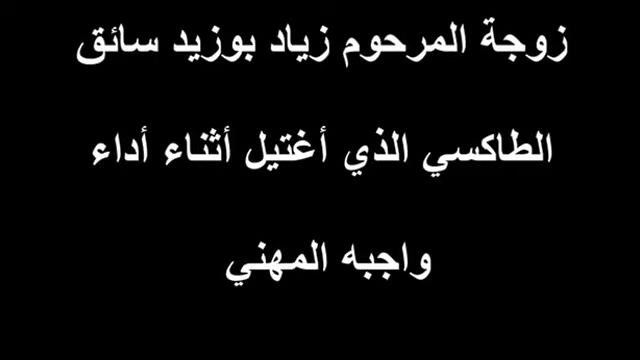 زوجة المرحوم زياد بوزيد سائق
الطاكسي الذي أغتيل أثناء أداء
واجبه المهني